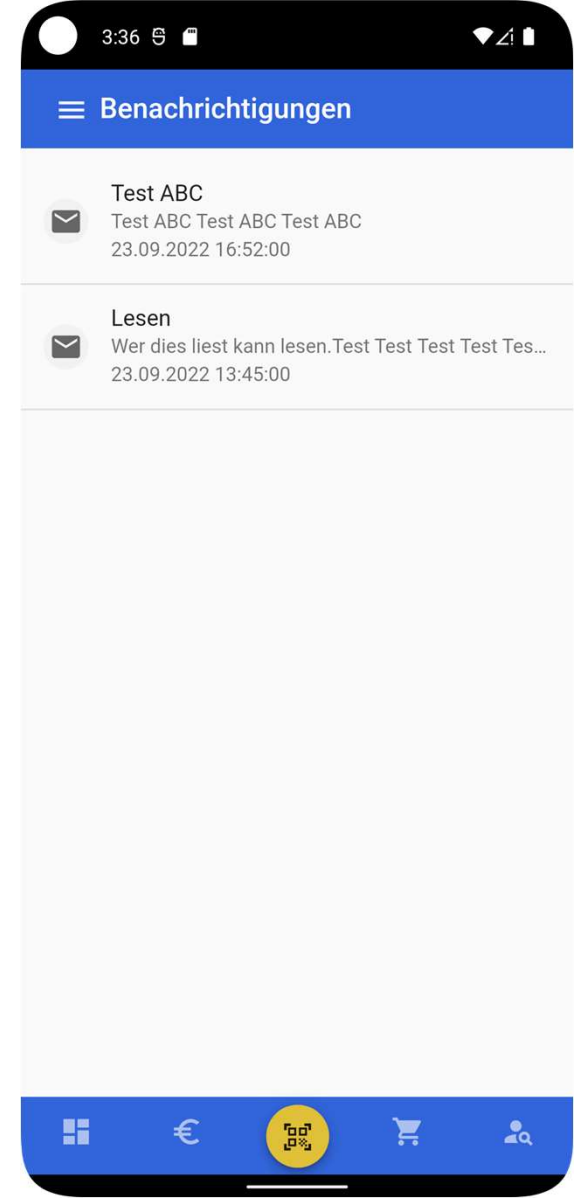 3:36
Benachrichtigungen
Test ABC
Test ABC Test ABC Test ABC
23.09.2022 16:52:00
Lesen
Wer dies liest kann lesen.Test Test Test Test Tes...
23.09.2022 13:45:00
€